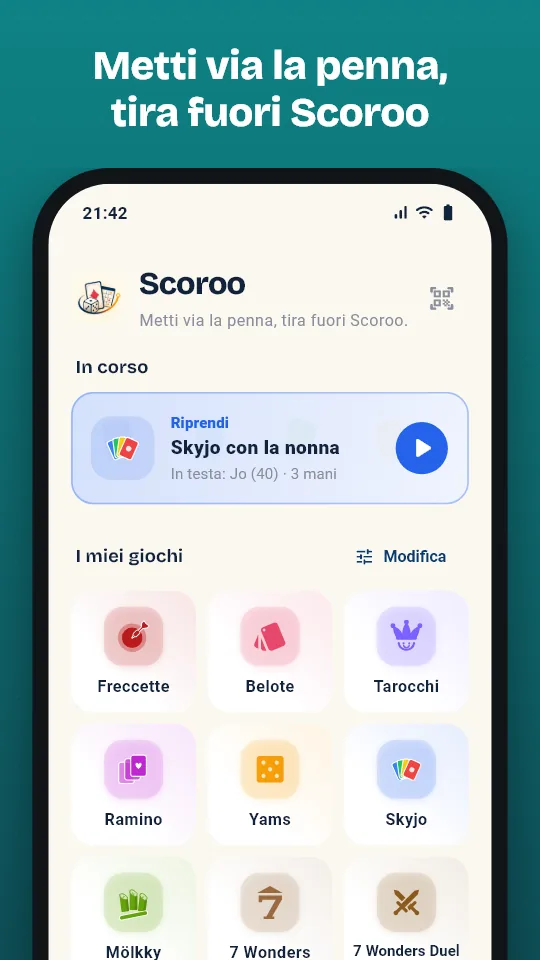 Metti via la penna,
tira fuori Scoroo
21:42
Scoroo
Metti via la penna, tira fuori Scoroo.
In corso
Riprendi
Skyjo con la nonna
In testa: Jo (40) · 3 mani
I miei giochi
Modifica
Freccette
Belote
Tarocchi
Ramino
Yams
Skyjo
Mölkky
7 Wonders
7 Wonders Duel